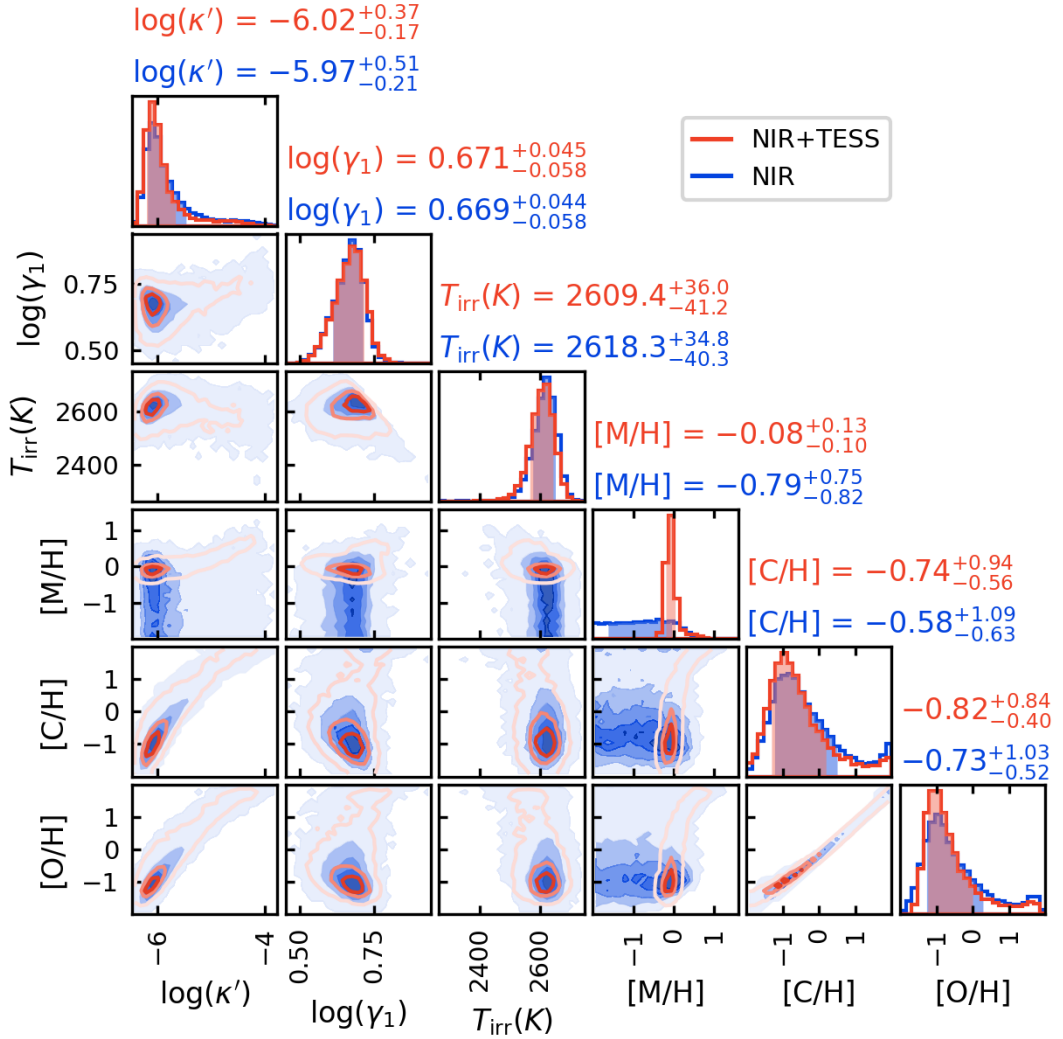 log(κ′) = −6.02 +0.37 −0.17
log(κ′) = −5.97 +0.51 −0.21
NIR+TESS
NIR
log(γ₁) = 0.671 +0.045 −0.058
log(γ₁) = 0.669 +0.044 −0.058
log(γ₁)
0.75
0.50
T_irr(K) = 2609.4 +36.0 −41.2
T_irr(K) = 2618.3 +34.8 −40.3
T_irr(K)
2600
2400
[M/H] = −0.08 +0.13 −0.10
[M/H] = −0.79 +0.75 −0.82
[M/H]
1
0
−1
[C/H] = −0.74 +0.94 −0.56
[C/H] = −0.58 +1.09 −0.63
[C/H]
1
0
−1
−0.82 +0.84 −0.40
−0.73 +1.03 −0.52
[O/H]
1
0
−1
−6 −4 0.50 0.75 2400 2600 −1 0 1 −1 0 1 −1 0 1
log(κ′) log(γ₁) T_irr(K) [M/H] [C/H] [O/H]